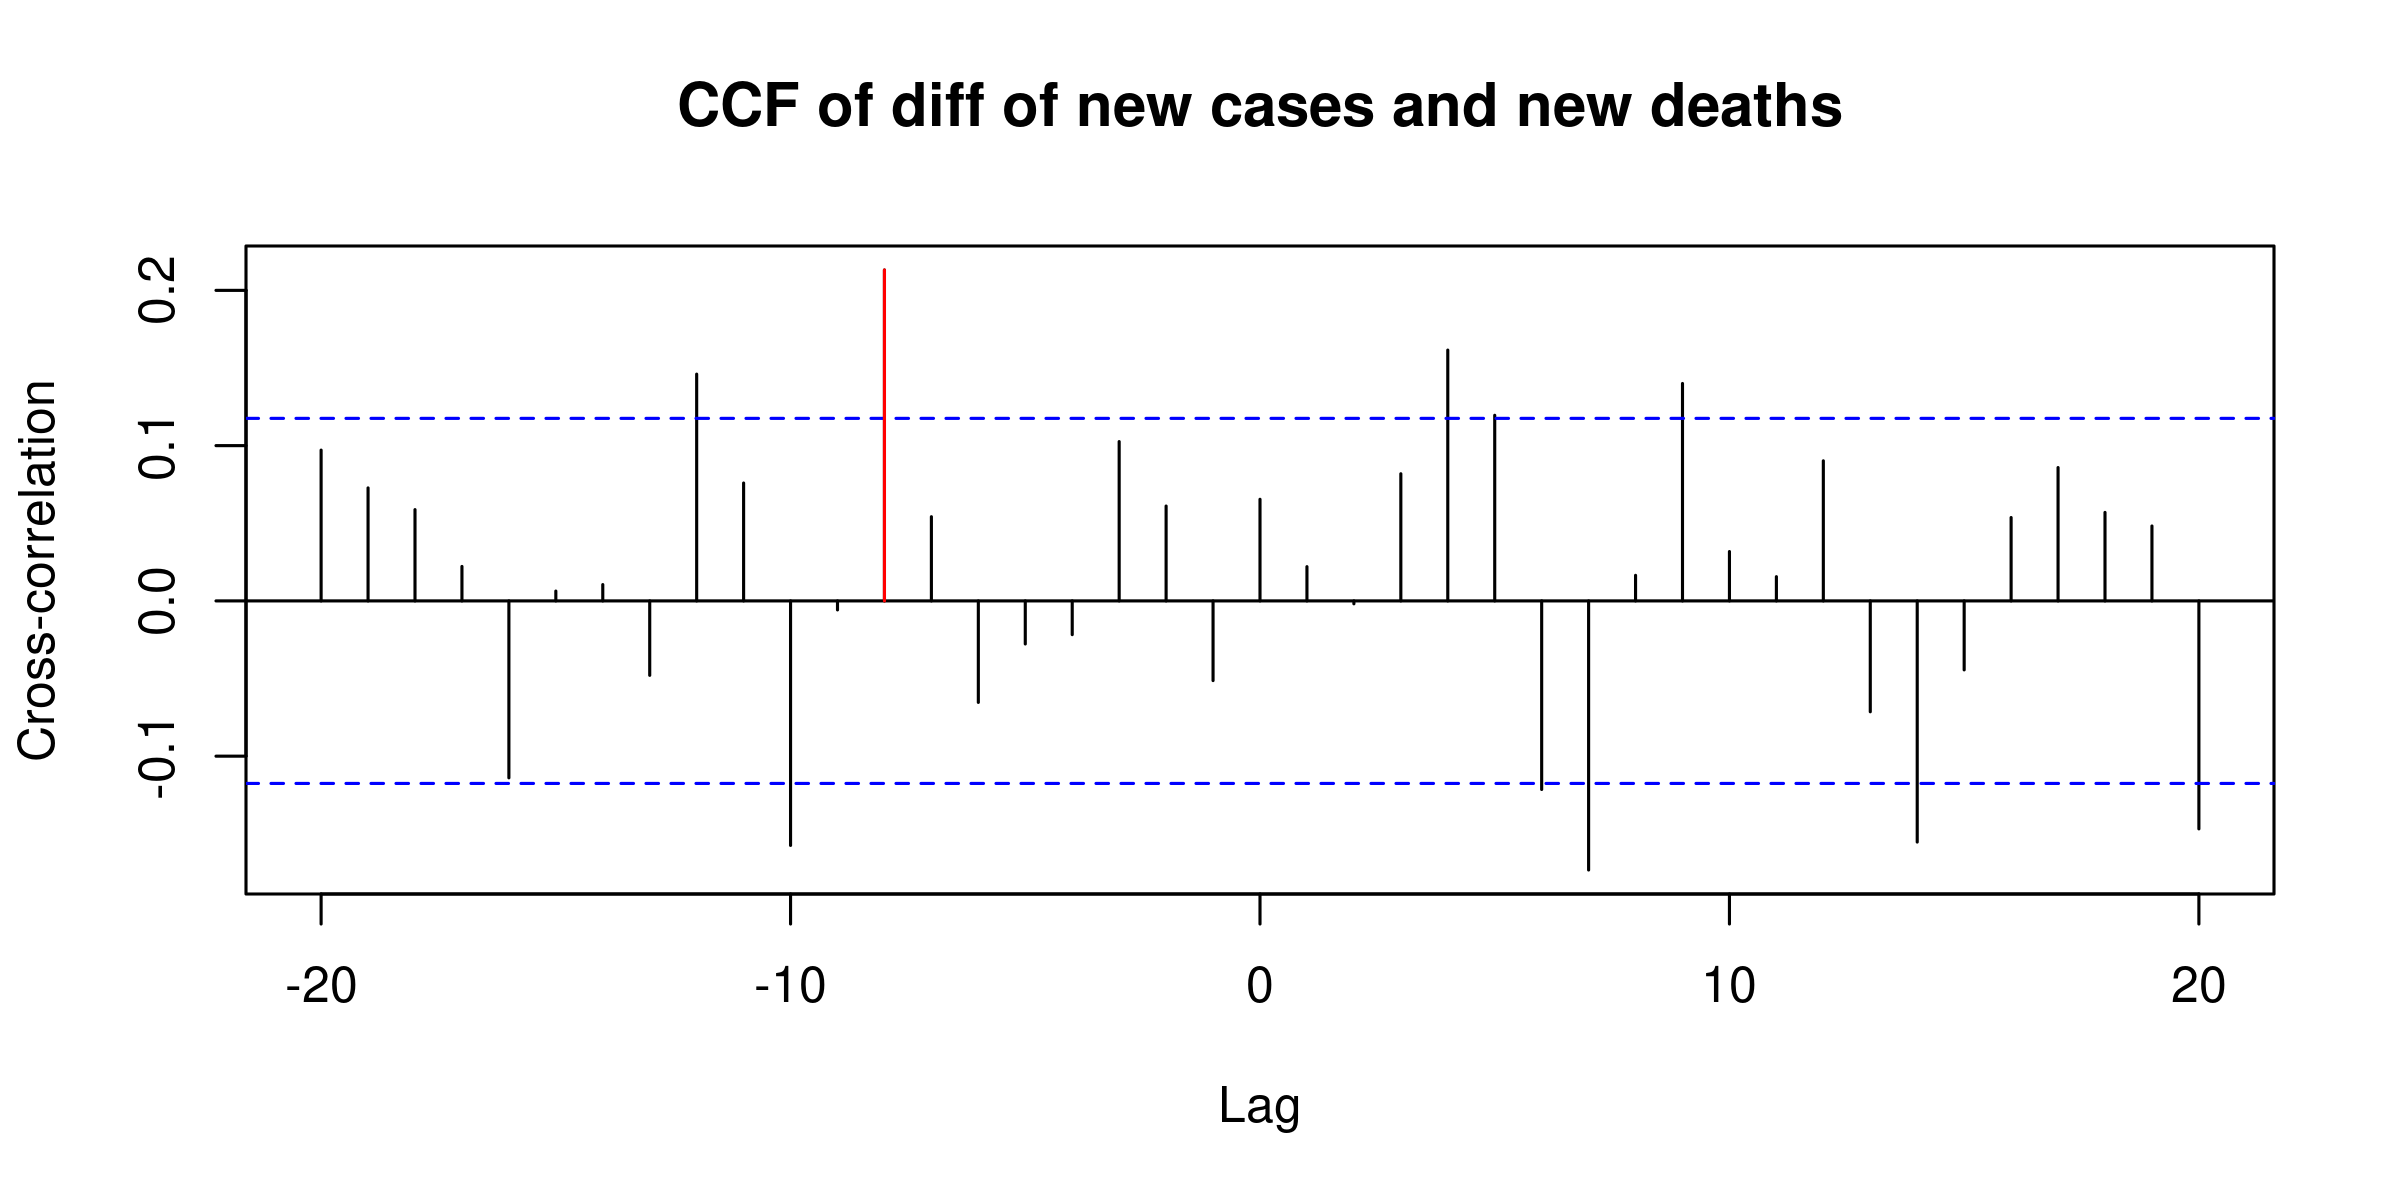 CCF of diff of new cases and new deaths
Cross-correlation
0.2
0.1
0.0
-0.1
-20 -10 0 10 20
Lag